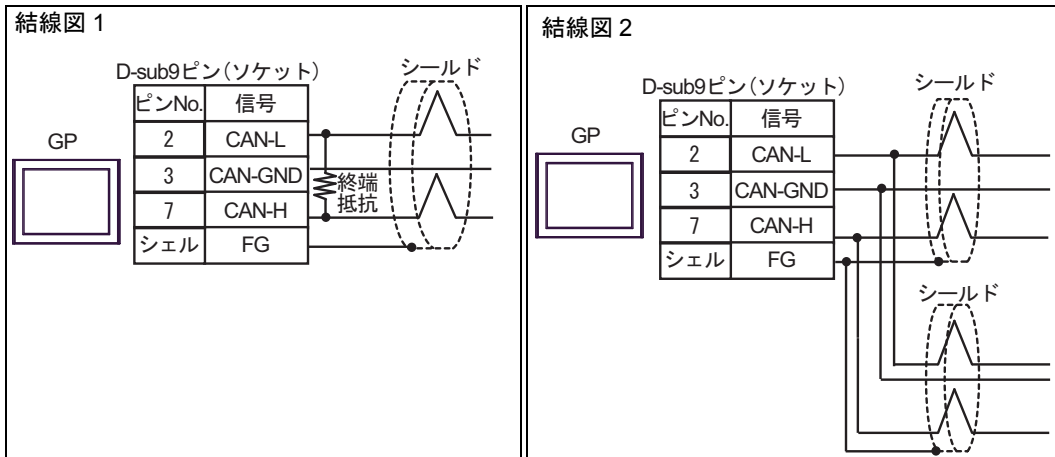 結線図 1
D-sub9ピン(ソケット)
シールド
GP
ピンNo. 信号
2 CAN-L
3 CAN-GND
7 CAN-H
シェル FG
終端
抵抗
結線図 2
D-sub9ピン(ソケット)
シールド
GP
ピンNo. 信号
2 CAN-L
3 CAN-GND
7 CAN-H
シェル FG
シールド